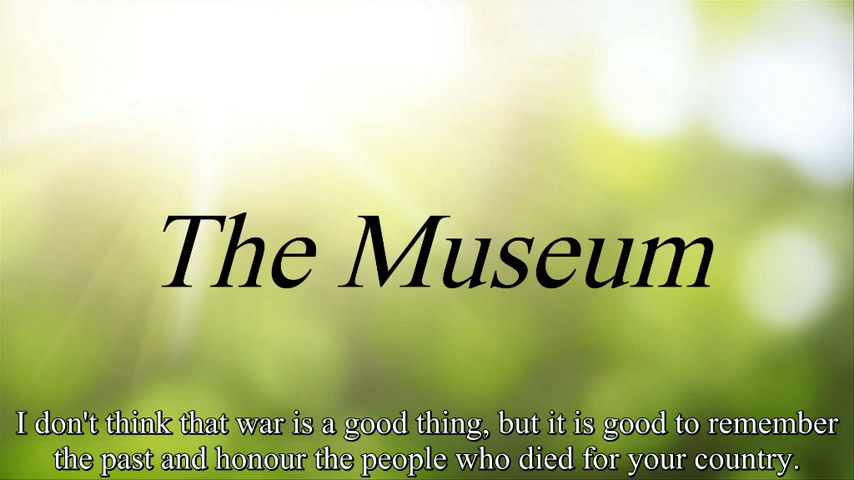 The Museum
I don't think that war is a good thing, but it is good to remember
the past and honour the people who died for your country.